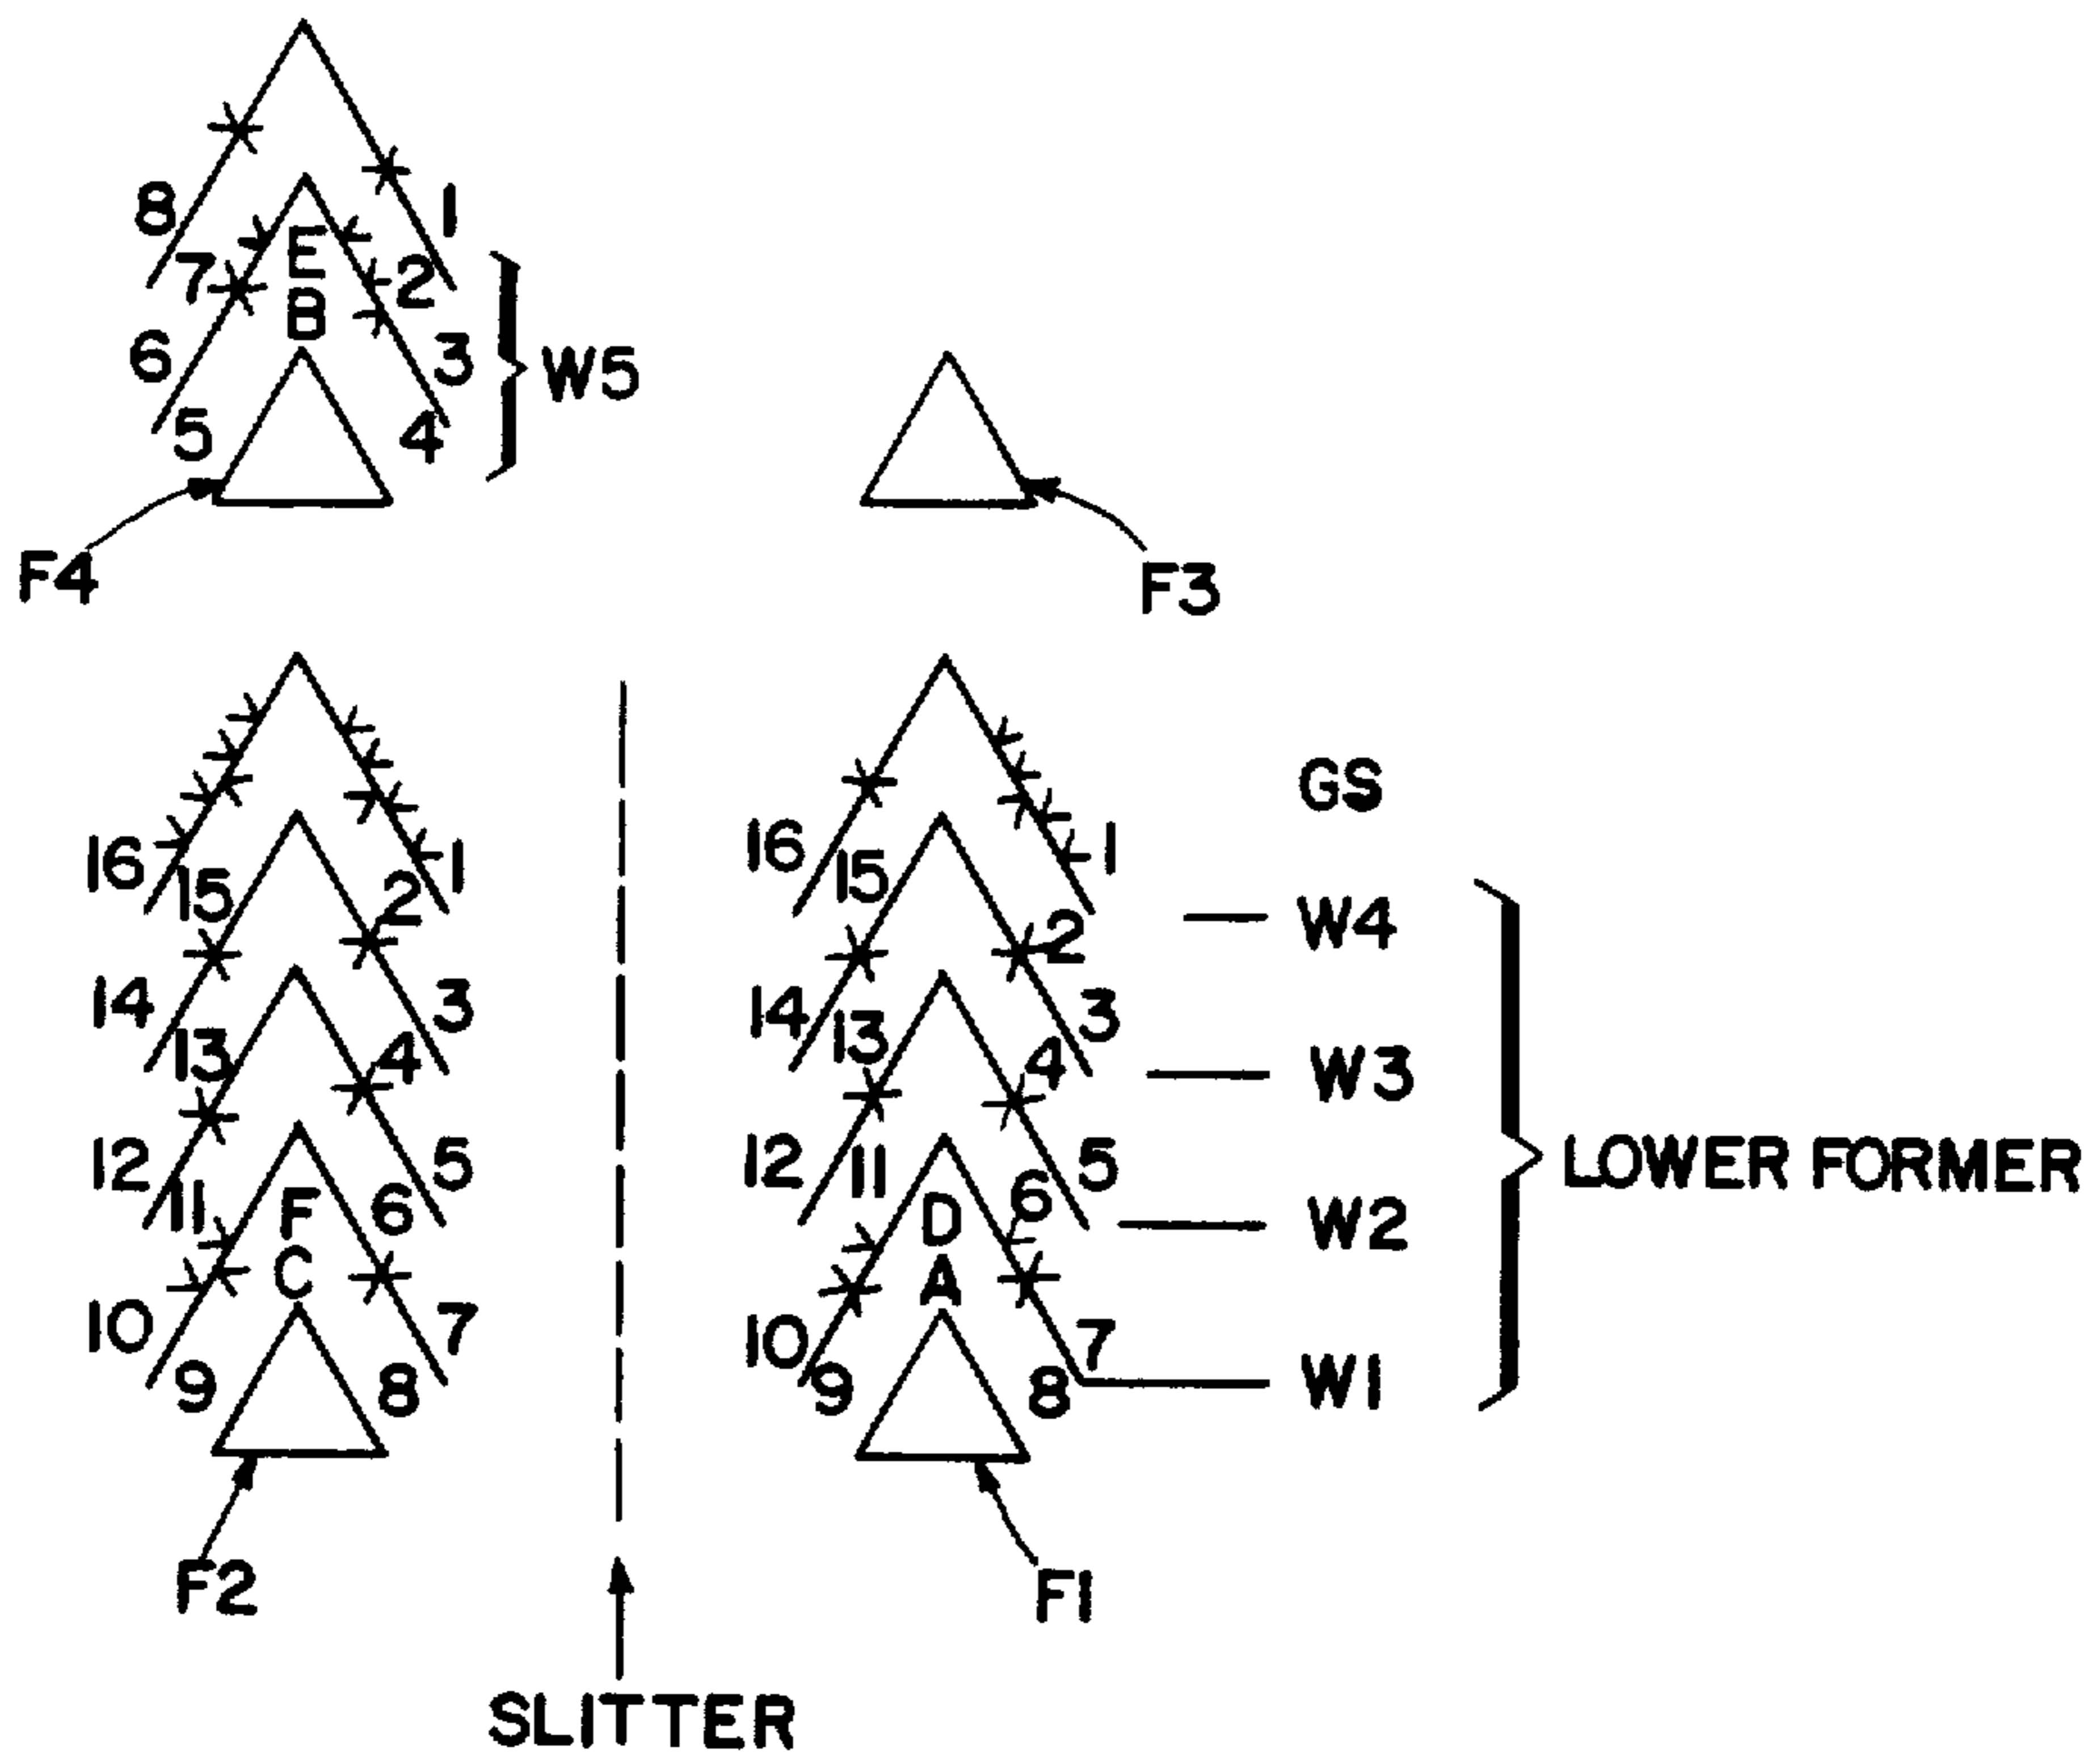 8 1
7 E 2
B
6 3 W5
5 4
F4 F3
GS
16 1 16 1
15 2 15 2 W4
14 3 14 3
13 4 13 4 W3
12 5 12 5 LOWER FORMER
11 F 6 11 D 6 W2
C A
10 7 10 7
9 8 9 8 W1
F2 F1
SLITTER